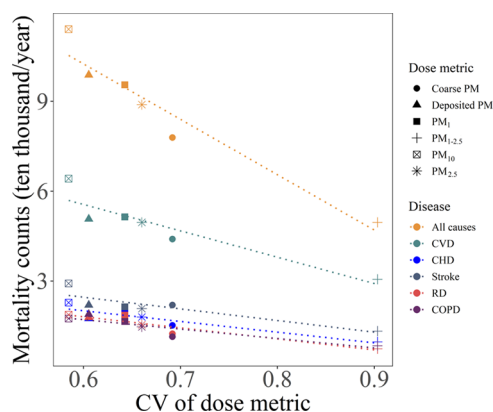 Mortality counts (ten thousand/year)
9
6
3
0.6 0.7 0.8 0.9
CV of dose metric
Dose metric
Coarse PM
Deposited PM
PM₁
PM₁₋₂.₅
PM₁₀
PM₂.₅
Disease
All causes
CVD
CHD
Stroke
RD
COPD